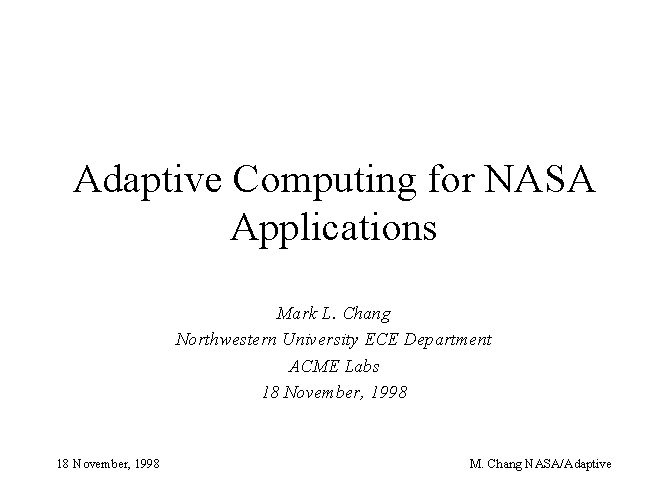 Adaptive Computing for NASA
Applications
Mark L. Chang
Northwestern University ECE Department
ACME Labs
18 November, 1998
18 November, 1998
M. Chang NASA/Adaptive